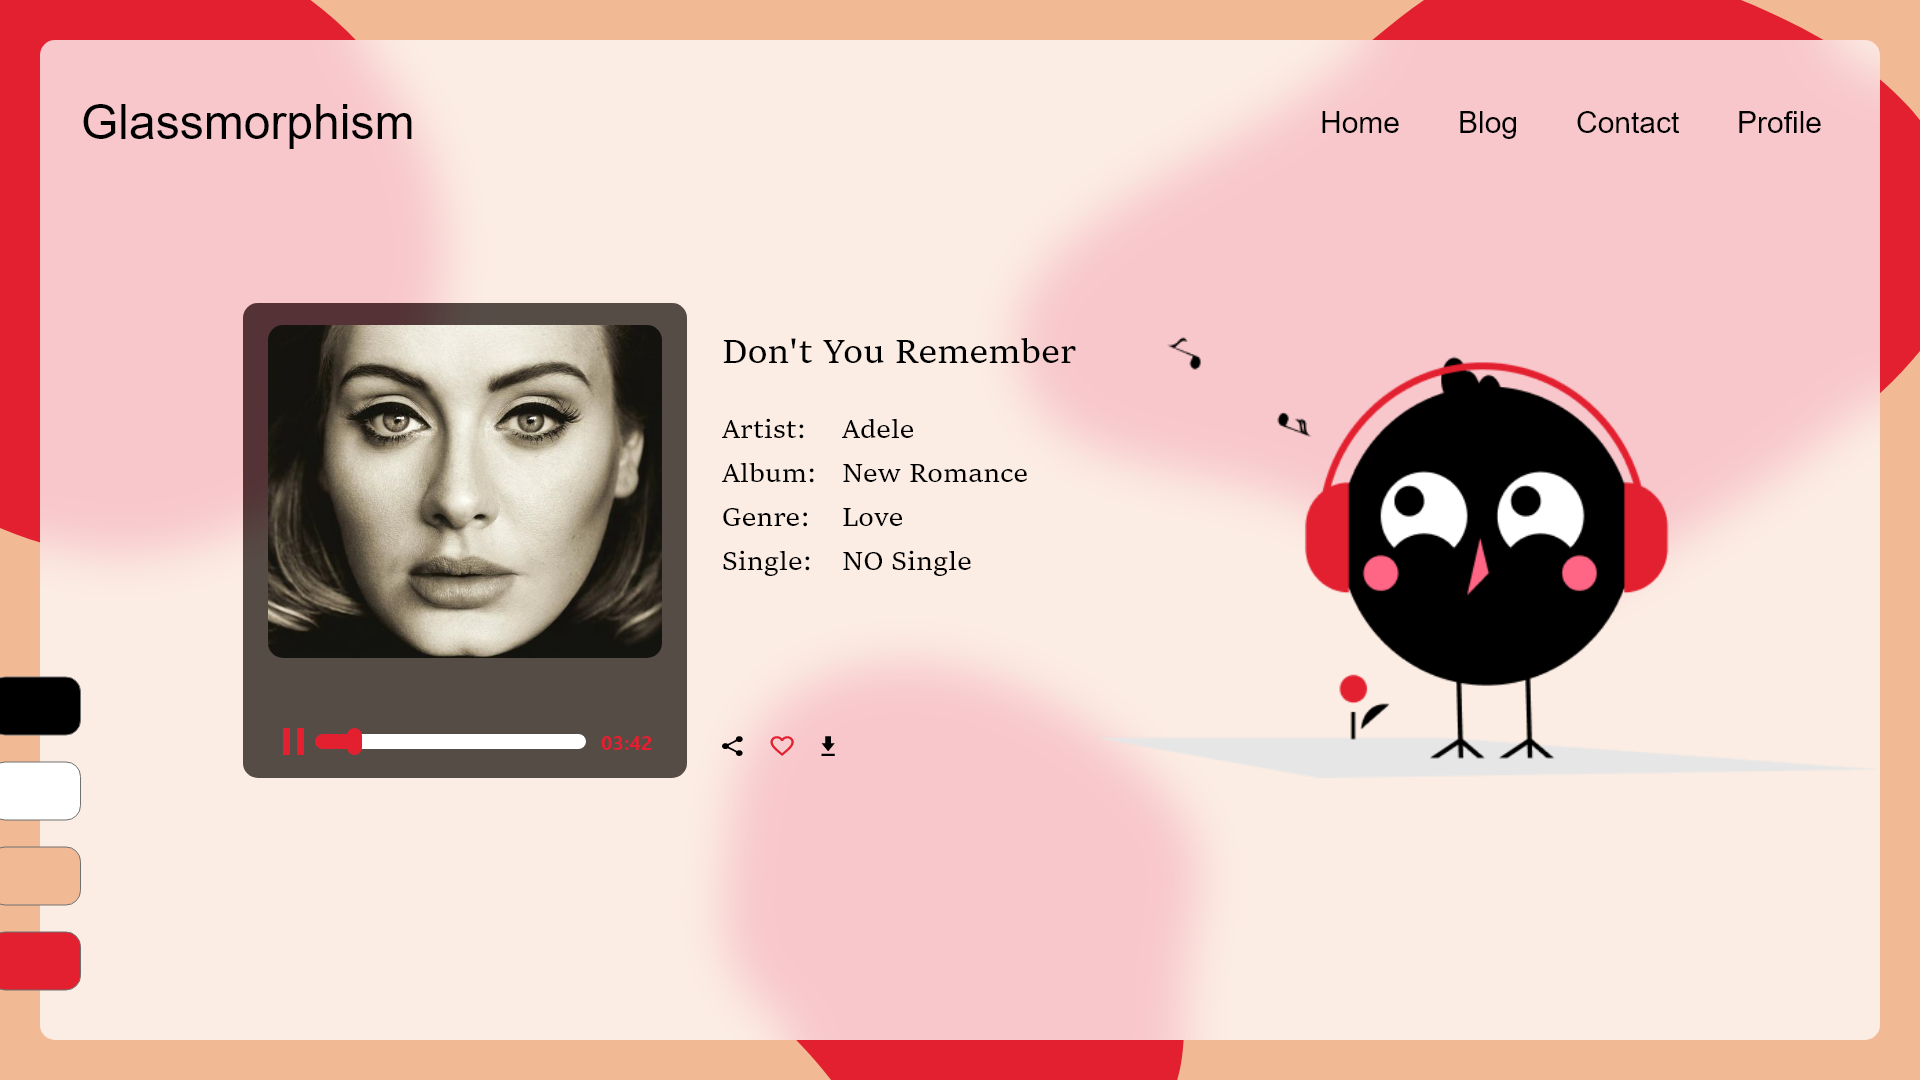 Glassmorphism
Home Blog Contact Profile
Don't You Remember
Artist: Adele
Album: New Romance
Genre: Love
Single: NO Single
03:42